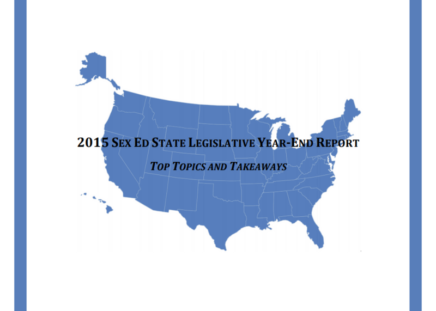 2015 SEX ED STATE LEGISLATIVE YEAR-END REPORT
TOP TOPICS AND TAKEAWAYS